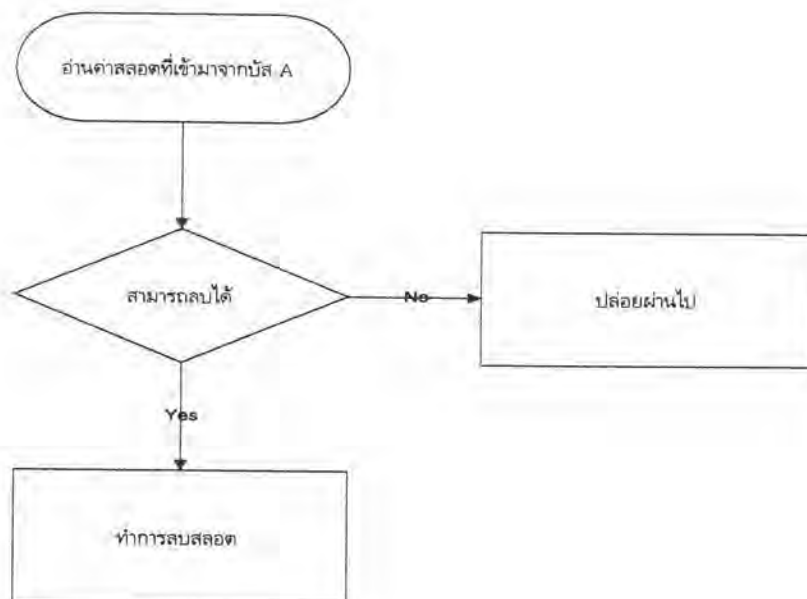 อ่านค่าสลอตที่เข้ามาจากบัส A
สามารถลบได้
No
ปล่อยผ่านไป
Yes
ทำการลบสลอต